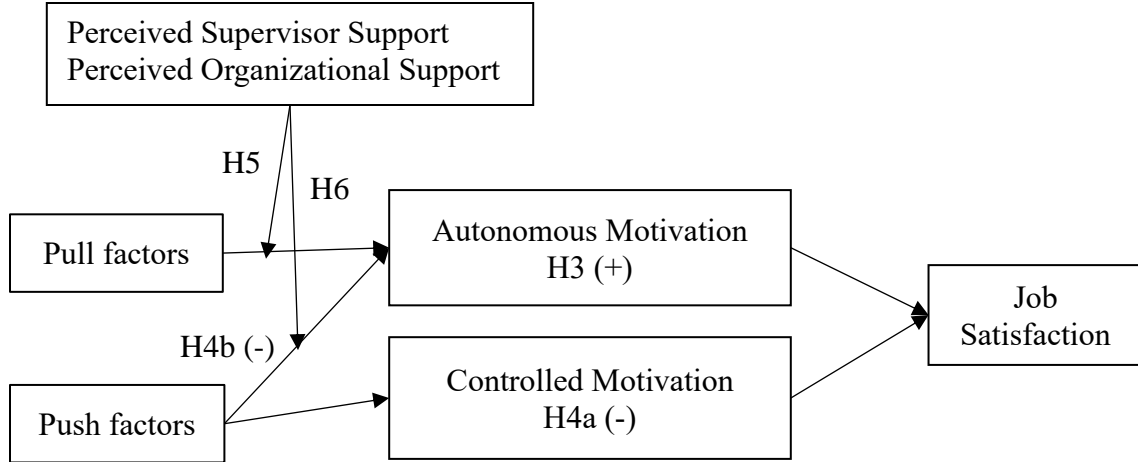 Perceived Supervisor Support
Perceived Organizational Support
H5
H6
Pull factors
Autonomous Motivation
H3 (+)
Job
Satisfaction
H4b (-)
Controlled Motivation
H4a (-)
Push factors